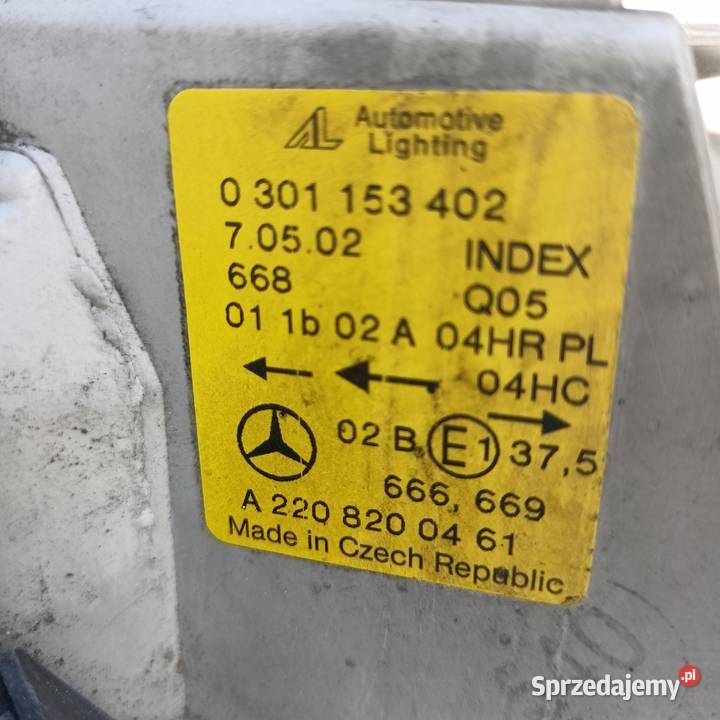 AL Automotive
Lighting
0 301 153 402
7.05.02 INDEX
668 Q05
01 1b 02 A 04HR PL
04HC
02 B, E1 37,5
666, 669
A 220 820 04 61
Made in Czech Republic
Sprzedajemy.pl